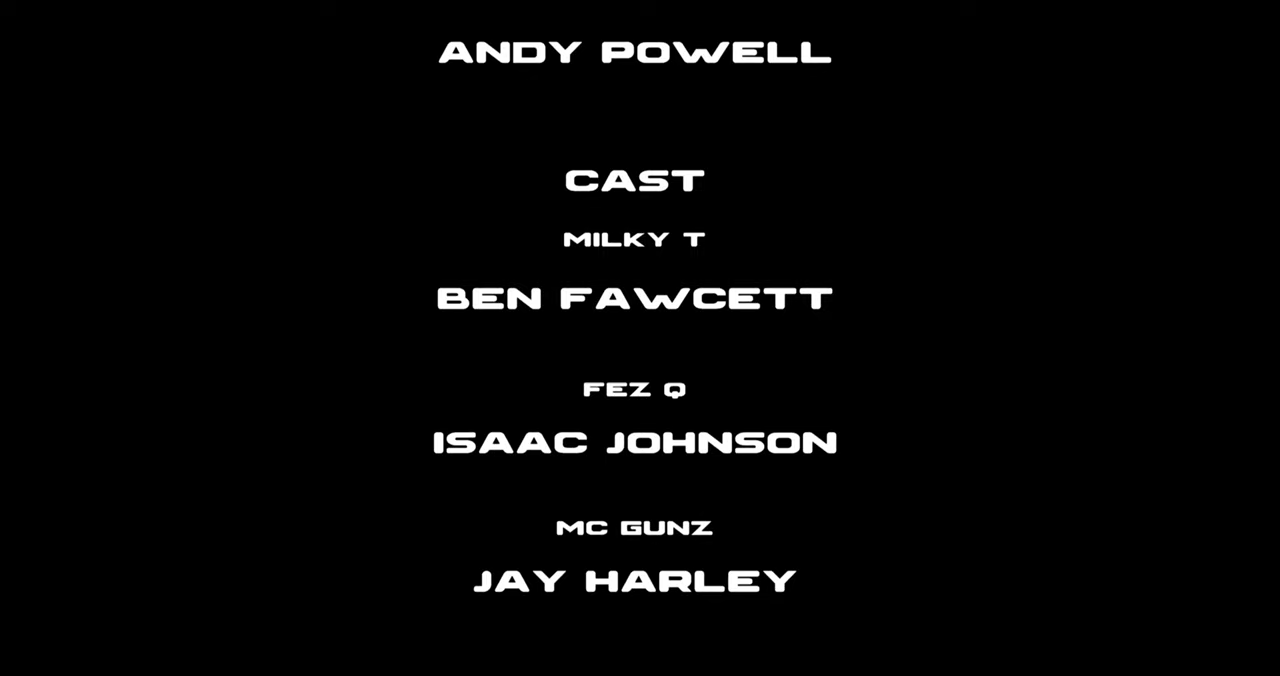 ANDY POWELL
CAST
MILKY T
BEN FAWCETT
FEZ Q
ISAAC JOHNSON
MC GUNZ
JAY HARLEY